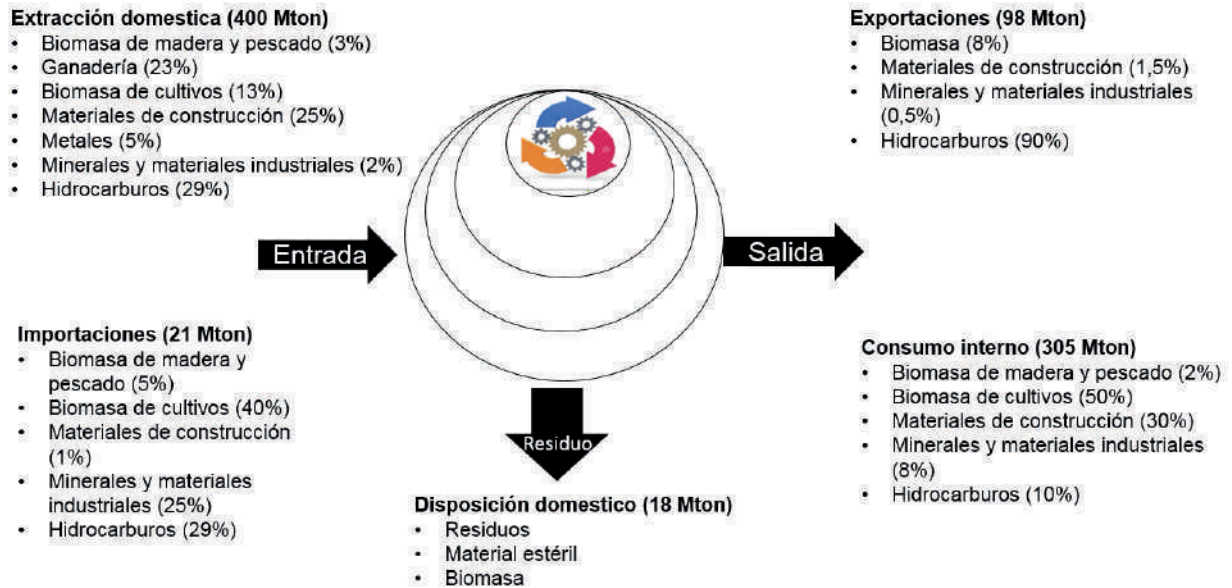 Extracción domestica (400 Mton)
• Biomasa de madera y pescado (3%)
• Ganadería (23%)
• Biomasa de cultivos (13%)
• Materiales de construcción (25%)
• Metales (5%)
• Minerales y materiales industriales (2%)
• Hidrocarburos (29%)
Exportaciones (98 Mton)
• Biomasa (8%)
• Materiales de construcción (1,5%)
• Minerales y materiales industriales
(0,5%)
• Hidrocarburos (90%)
Entrada
Salida
Importaciones (21 Mton)
• Biomasa de madera y
pescado (5%)
• Biomasa de cultivos (40%)
• Materiales de construcción
(1%)
• Minerales y materiales
industriales (25%)
• Hidrocarburos (29%)
Residuo
Disposición domestico (18 Mton)
• Residuos
• Material estéril
• Biomasa
Consumo interno (305 Mton)
• Biomasa de madera y pescado (2%)
• Biomasa de cultivos (50%)
• Materiales de construcción (30%)
• Minerales y materiales industriales
(8%)
• Hidrocarburos (10%)